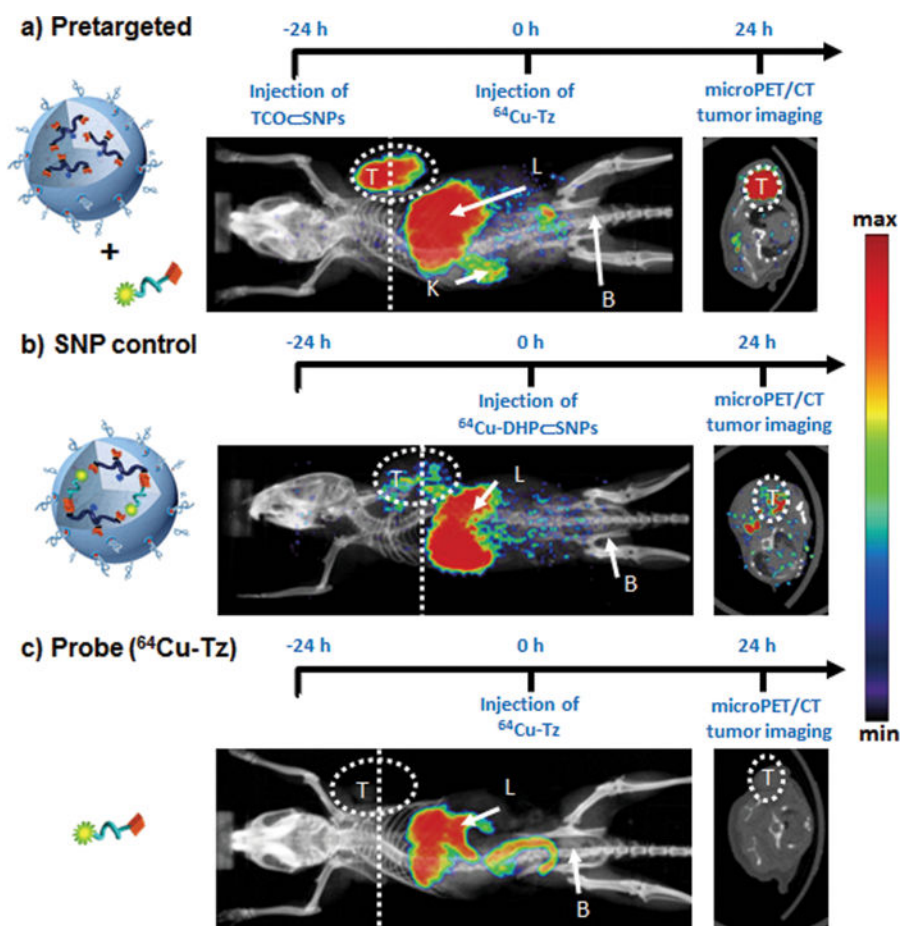 a) Pretargeted
-24 h
0 h
24 h
Injection of
TCO⊂SNPs
Injection of
⁶⁴Cu-Tz
microPET/CT
tumor imaging
T
L
K
B
T
+
max
b) SNP control
-24 h
0 h
24 h
Injection of
⁶⁴Cu-DHP⊂SNPs
microPET/CT
tumor imaging
T
L
B
T
min
c) Probe (⁶⁴Cu-Tz)
-24 h
0 h
24 h
Injection of
⁶⁴Cu-Tz
microPET/CT
tumor imaging
T
L
B
T